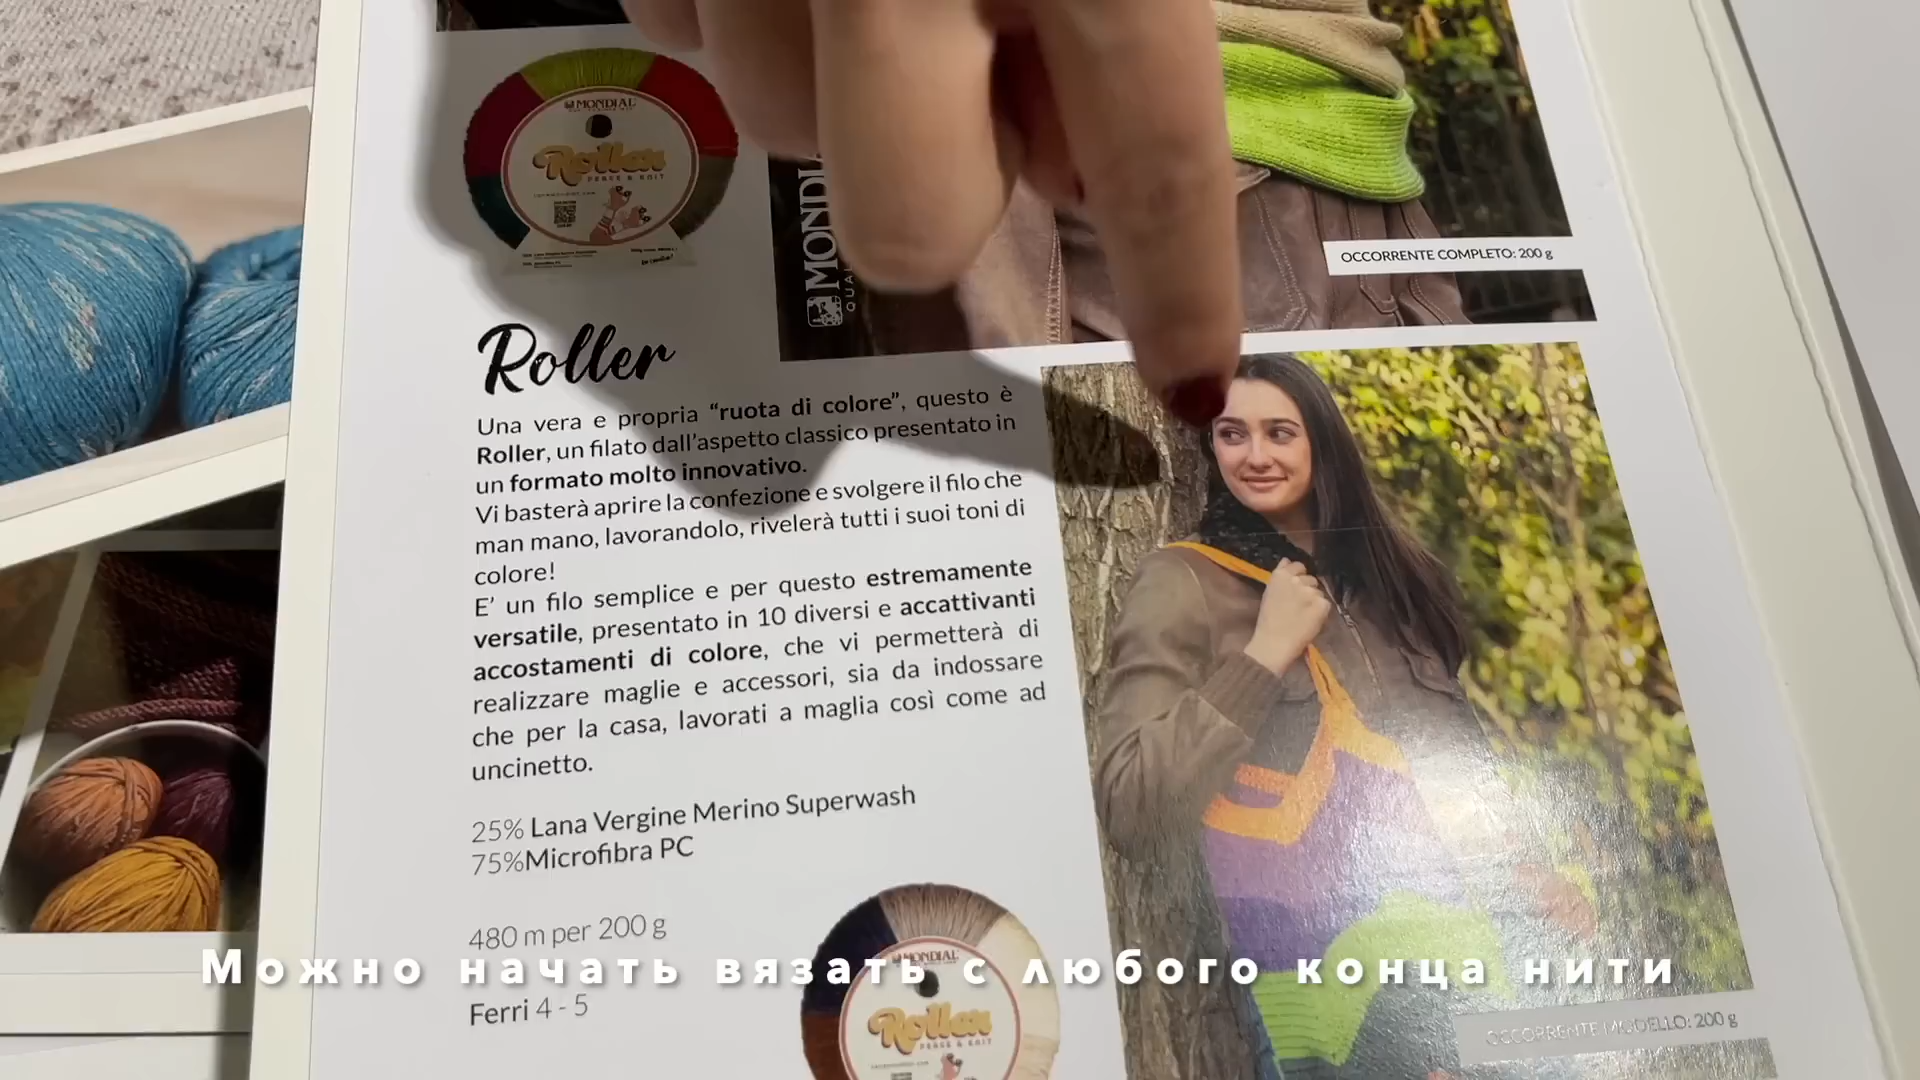 MONDIAL
Roller
PEACE & KNIT
MONDI
QUAL
OCCORRENTE COMPLETO: 200 g
Roller
Una vera e propria “ruota di colore”, questo è
Roller, un filato dall’aspetto classico presentato in
un formato molto innovativo.
Vi basterà aprire la confezione e svolgere il filo che
man mano, lavorandolo, rivelerà tutti i suoi toni di
colore!
E’ un filo semplice e per questo estremamente
versatile, presentato in 10 diversi e accattivanti
accostamenti di colore, che vi permetterà di
realizzare maglie e accessori, sia da indossare
che per la casa, lavorati a maglia così come ad
uncinetto.
25% Lana Vergine Merino Superwash
75%Microfibra PC
480 m per 200 g
Ferri 4 - 5
MONDIAL
Roller
PEACE & KNIT
Можно начать вязать с любого конца нити
OCCORRENTE MODELLO: 200 g